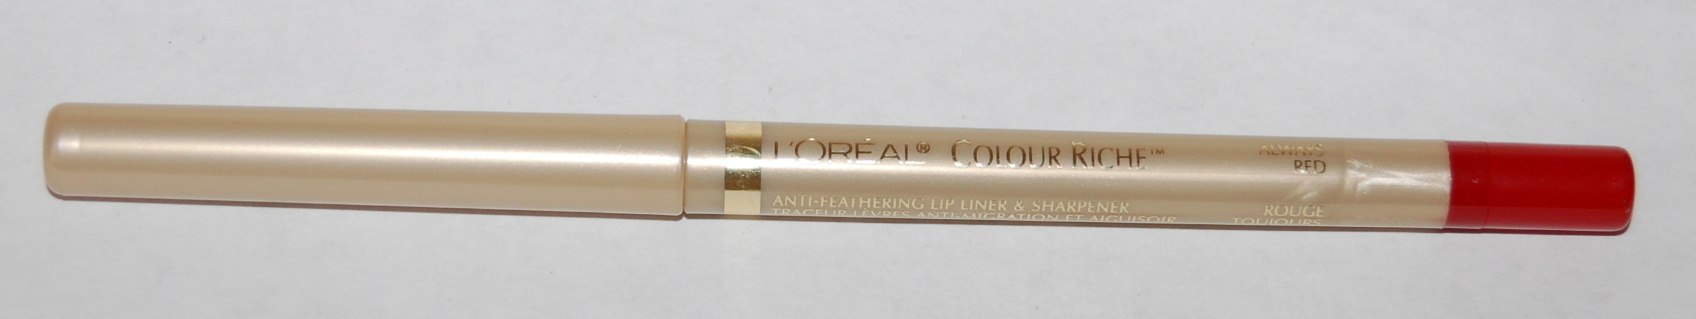 L'ORÉAL® COLOUR RICHE™
ANTI-FEATHERING LIP LINER & SHARPENER
TRACEUR LÈVRES ANTI-MIGRATION ET AIGUISOIR
ALWAYS
RED
ROUGE
TOUJOURS